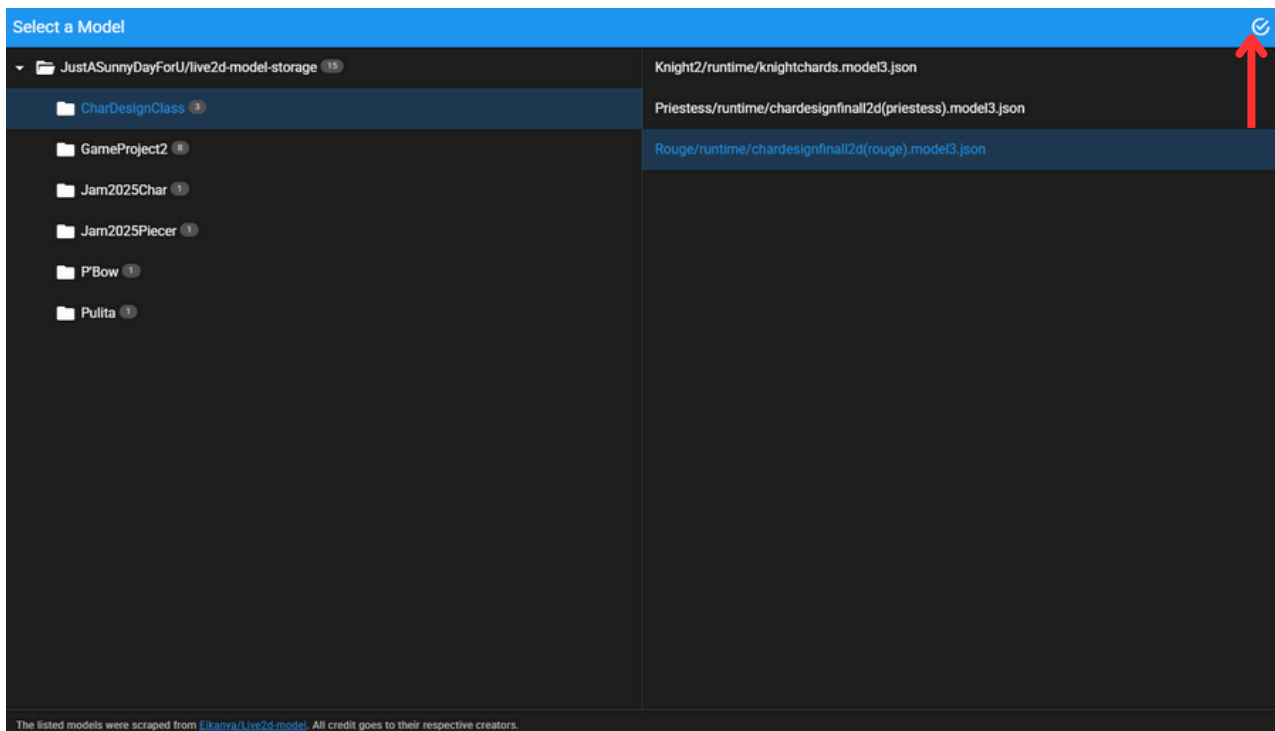 Select a Model
JustASunnyDayForU/live2d-model-storage 15
CharDesignClass 3
GameProject2 8
Jam2025Char 1
Jam2025Piecer 1
P'Bow 1
Pulita 1
Knight2/runtime/knightchards.model3.json
Priestess/runtime/chardesignfinall2d(priestess).model3.json
Rouge/runtime/chardesignfinall2d(rouge).model3.json
The listed models were scraped from Eikanya/Live2d-model. All credit goes to their respective creators.